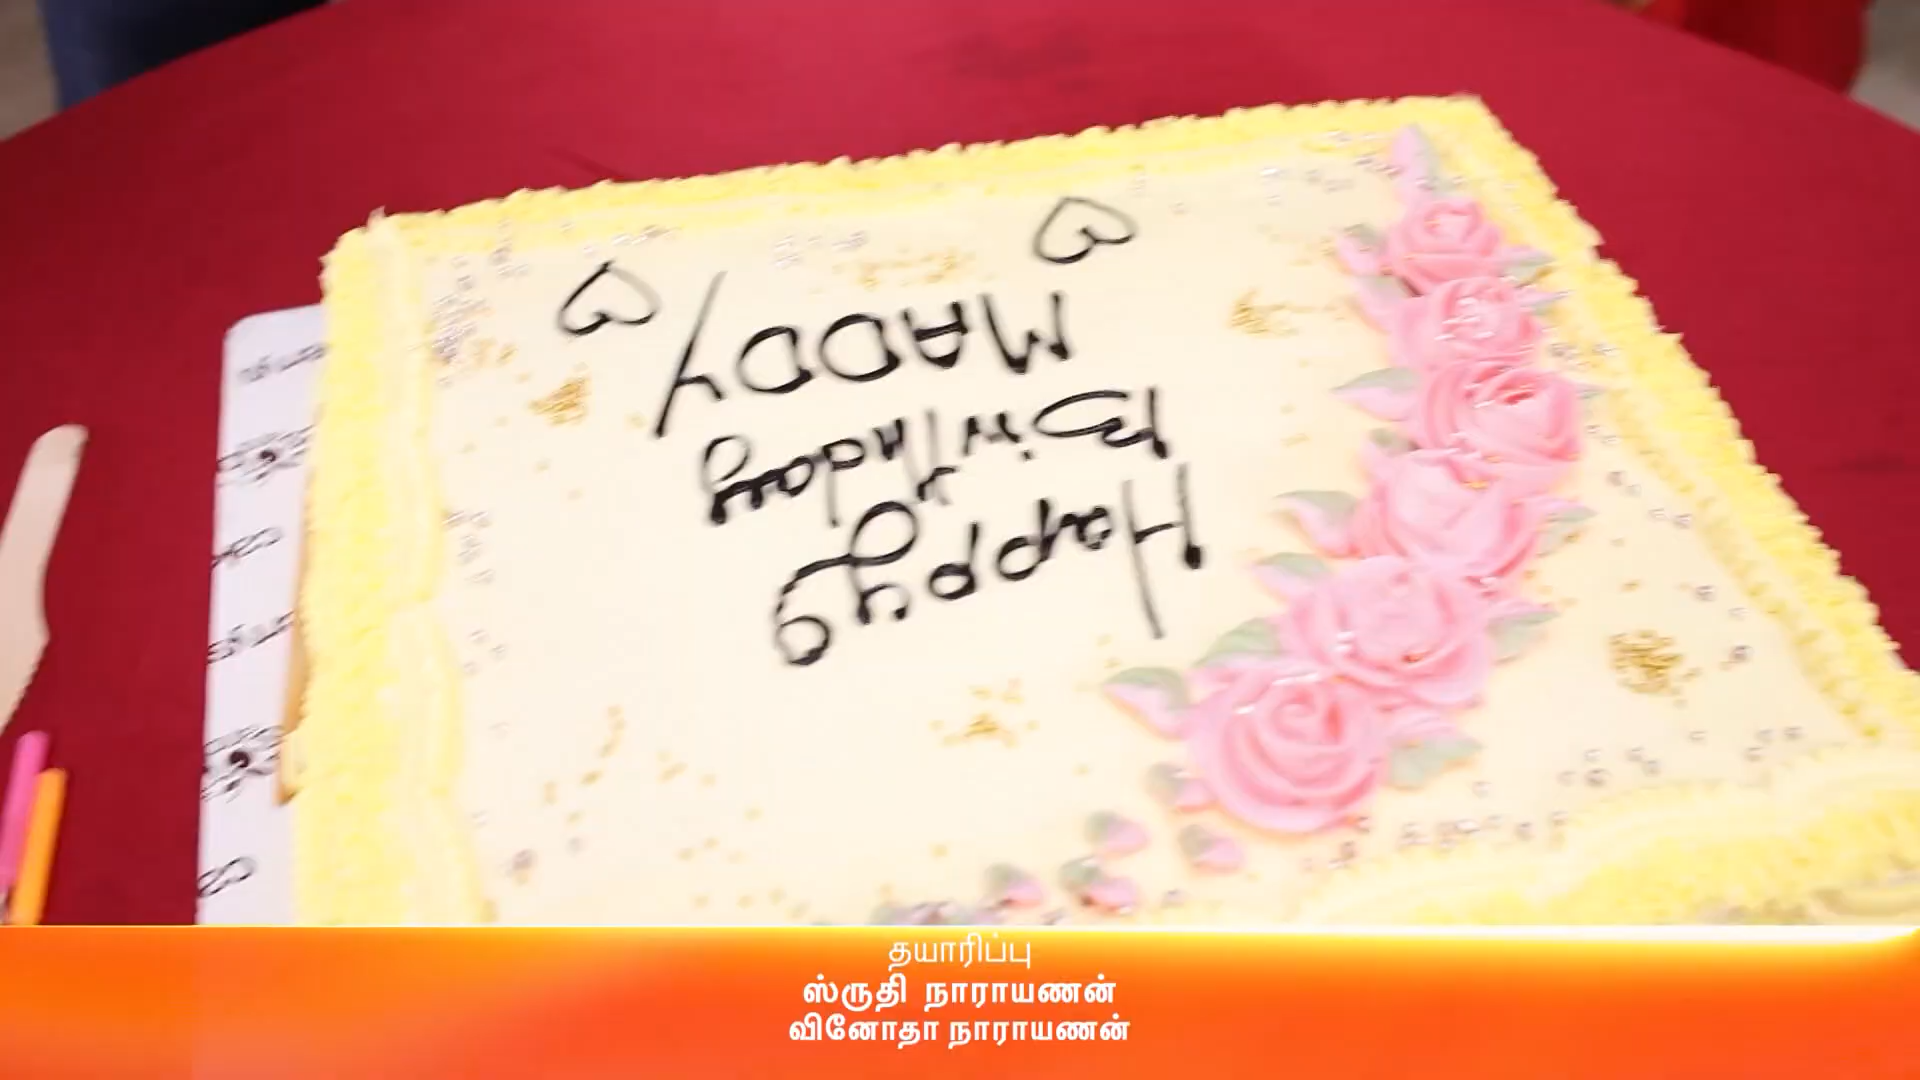 Happy
Birthday
MADDY
தயாரிப்பு
ஸ்ருதி நாராயணன்
வினோதா நாராயணன்